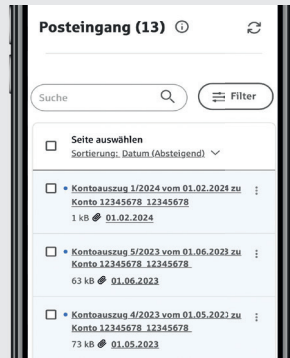 Posteingang (13)
Suche
Filter
Seite auswählen
Sortierung: Datum (Absteigend)
Kontoauszug 1/2024 vom 01.02.2024 zu
Konto 12345678 12345678
1 kB 01.02.2024
Kontoauszug 5/2023 vom 01.06.2023 zu
Konto 12345678 12345678
63 kB 01.06.2023
Kontoauszug 4/2023 vom 01.05.2023 zu
Konto 12345678 12345678
73 kB 01.05.2023